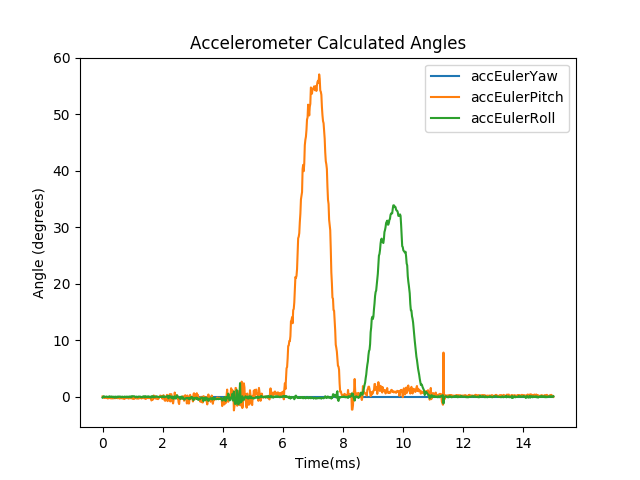 Accelerometer Calculated Angles
accEulerYaw
accEulerPitch
accEulerRoll
Angle (degrees)
60
50
40
30
20
10
0
0 2 4 6 8 10 12 14
Time(ms)